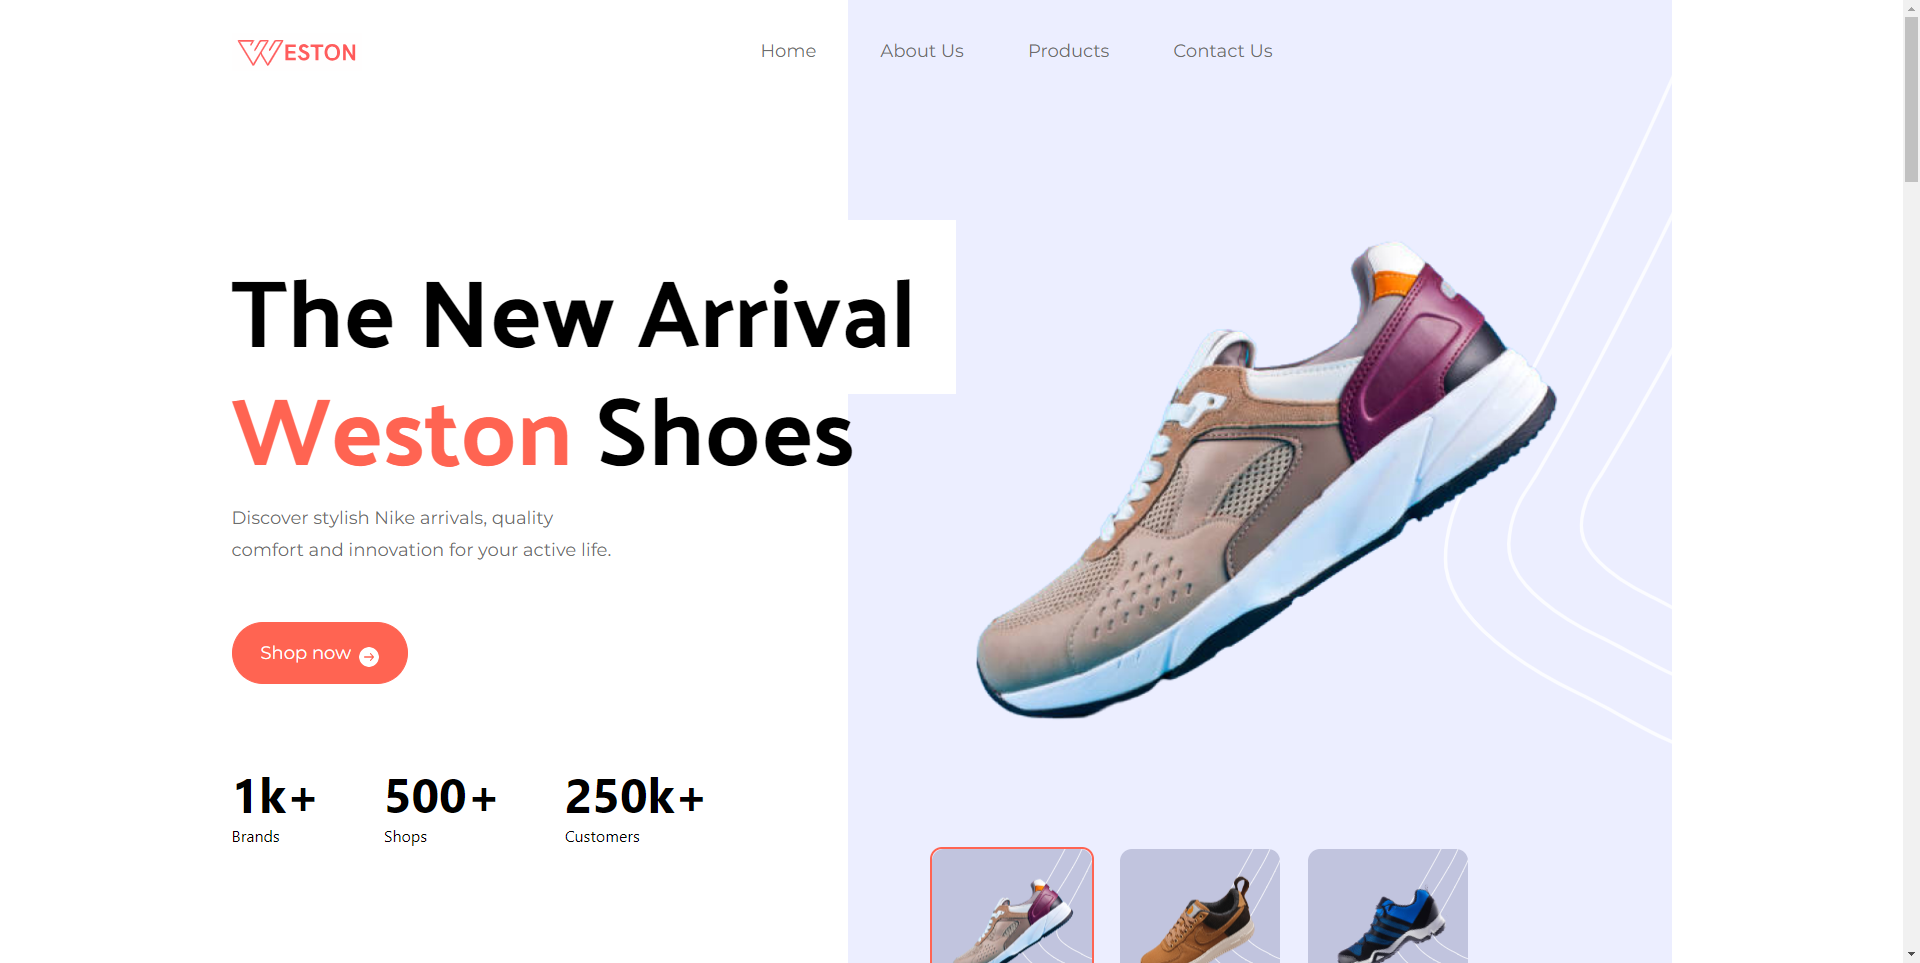 WESTON
Home About Us Products Contact Us
The New Arrival
Weston Shoes
Discover stylish Nike arrivals, quality
comfort and innovation for your active life.
Shop now
1k+ 500+ 250k+
Brands Shops Customers